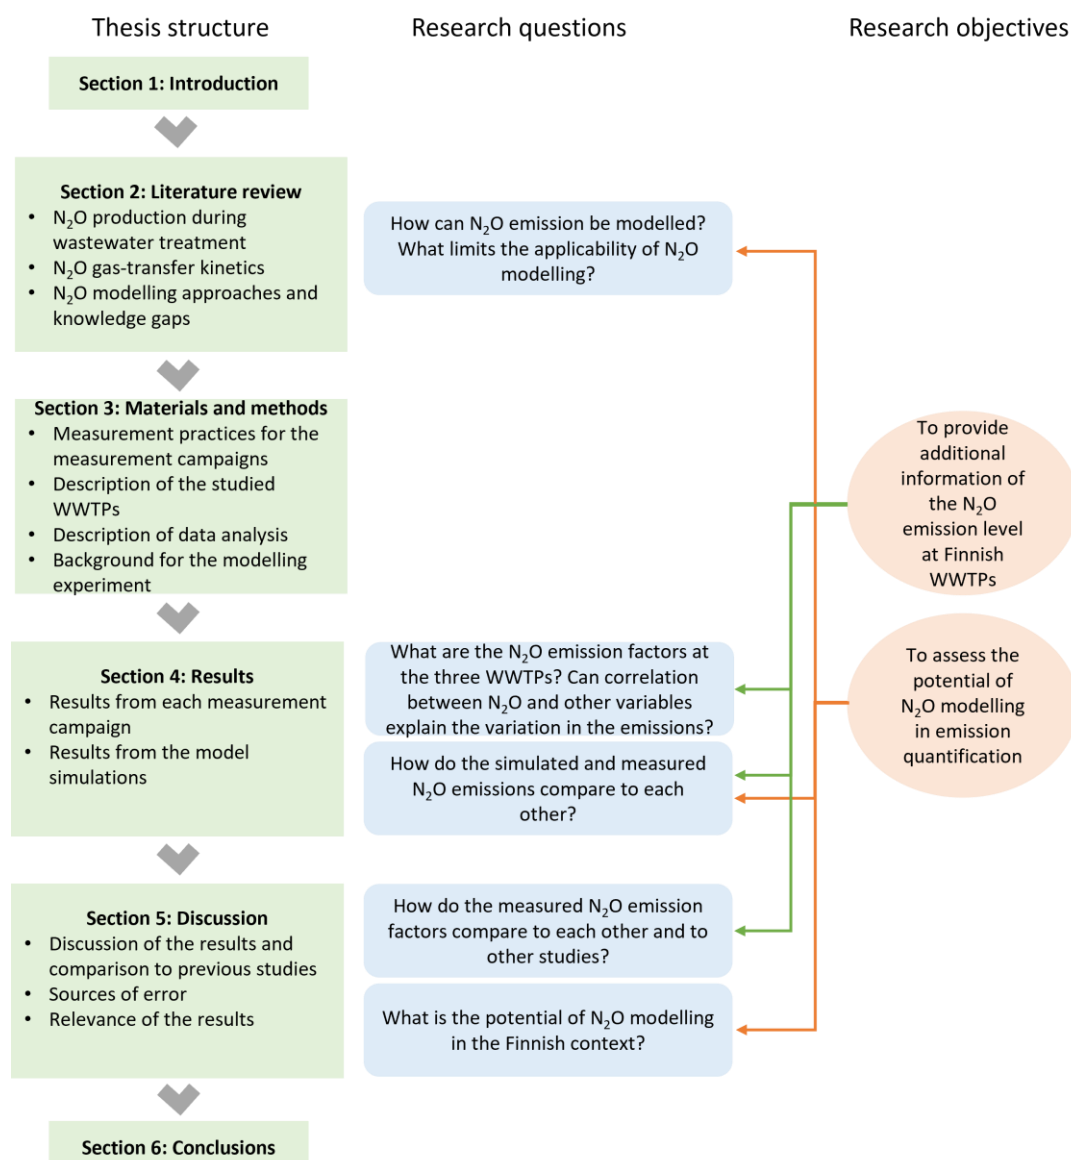 Thesis structure
Research questions
Research objectives
Section 1: Introduction
Section 2: Literature review
• N₂O production during
wastewater treatment
• N₂O gas-transfer kinetics
• N₂O modelling approaches and
knowledge gaps
How can N₂O emission be modelled?
What limits the applicability of N₂O
modelling?
Section 3: Materials and methods
• Measurement practices for the
measurement campaigns
• Description of the studied
WWTPs
• Description of data analysis
• Background for the modelling
experiment
To provide
additional
information of
the N₂O
emission level
at Finnish
WWTPs
Section 4: Results
• Results from each measurement
campaign
• Results from the model
simulations
What are the N₂O emission factors at
the three WWTPs? Can correlation
between N₂O and other variables
explain the variation in the emissions?
How do the simulated and measured
N₂O emissions compare to each
other?
To assess the
potential of
N₂O modelling
in emission
quantification
Section 5: Discussion
• Discussion of the results and
comparison to previous studies
• Sources of error
• Relevance of the results
How do the measured N₂O emission
factors compare to each other and to
other studies?
What is the potential of N₂O modelling
in the Finnish context?
Section 6: Conclusions